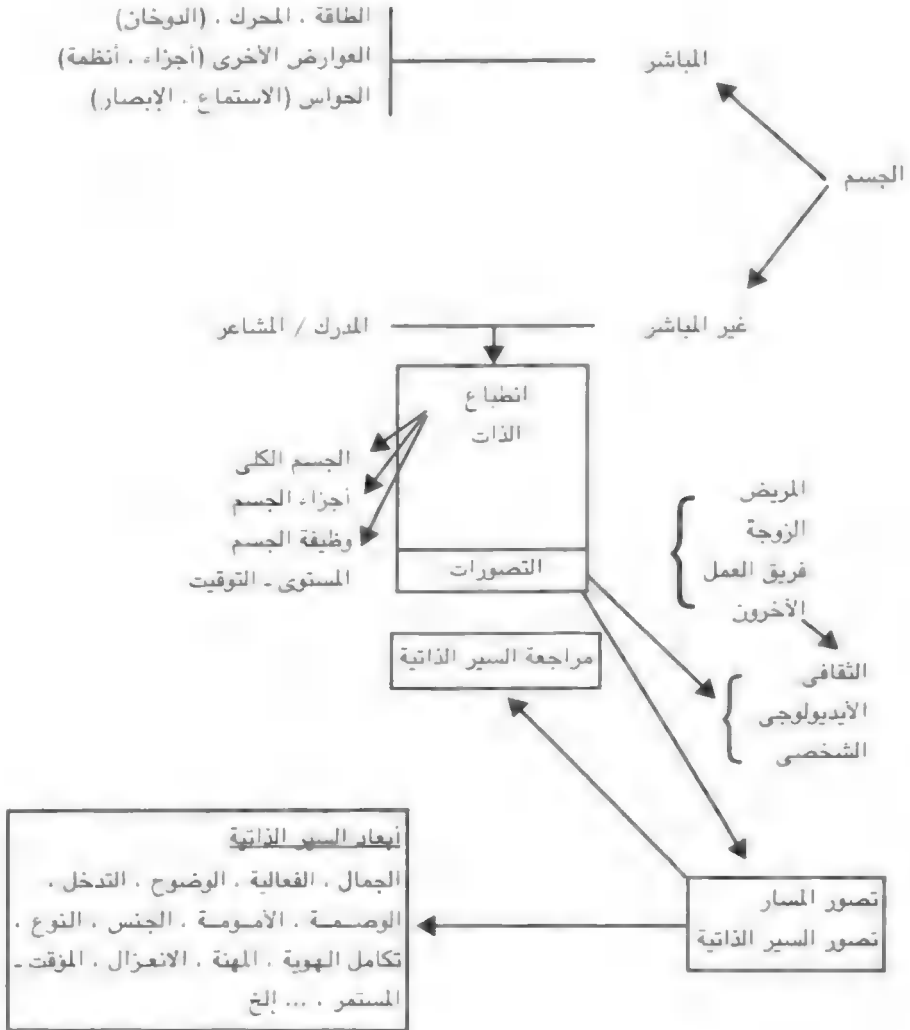 الطاقة ، المحرك ، (الدوخان)
العوارض الأخرى (أجزاء ، أنظمة)
الحواس (الاستماع ، الإبصار)
المباشر
الجسم
غير المباشر
المدرك / المشاعر
انطباع
الذات
الجسم الكلى
أجزاء الجسم
وظيفة الجسم
المستوى ـ التوقيت
التصورات
المريض
الزوجة
فريق العمل
الآخرون
مراجعة السير الذاتية
الثقافى
الأيديولوجى
الشخصى
تصور المسار
تصور السير الذاتية
أبعاد السير الذاتية
الجمال ، الفعالية ، الوضوح ، التدخل ،
الوصمة ، الأمومة ، الجنس ، النوع ،
تكامل الهوية ، المهنة ، الانعزال ، المؤقت ـ
المستمر ، ... إلخ